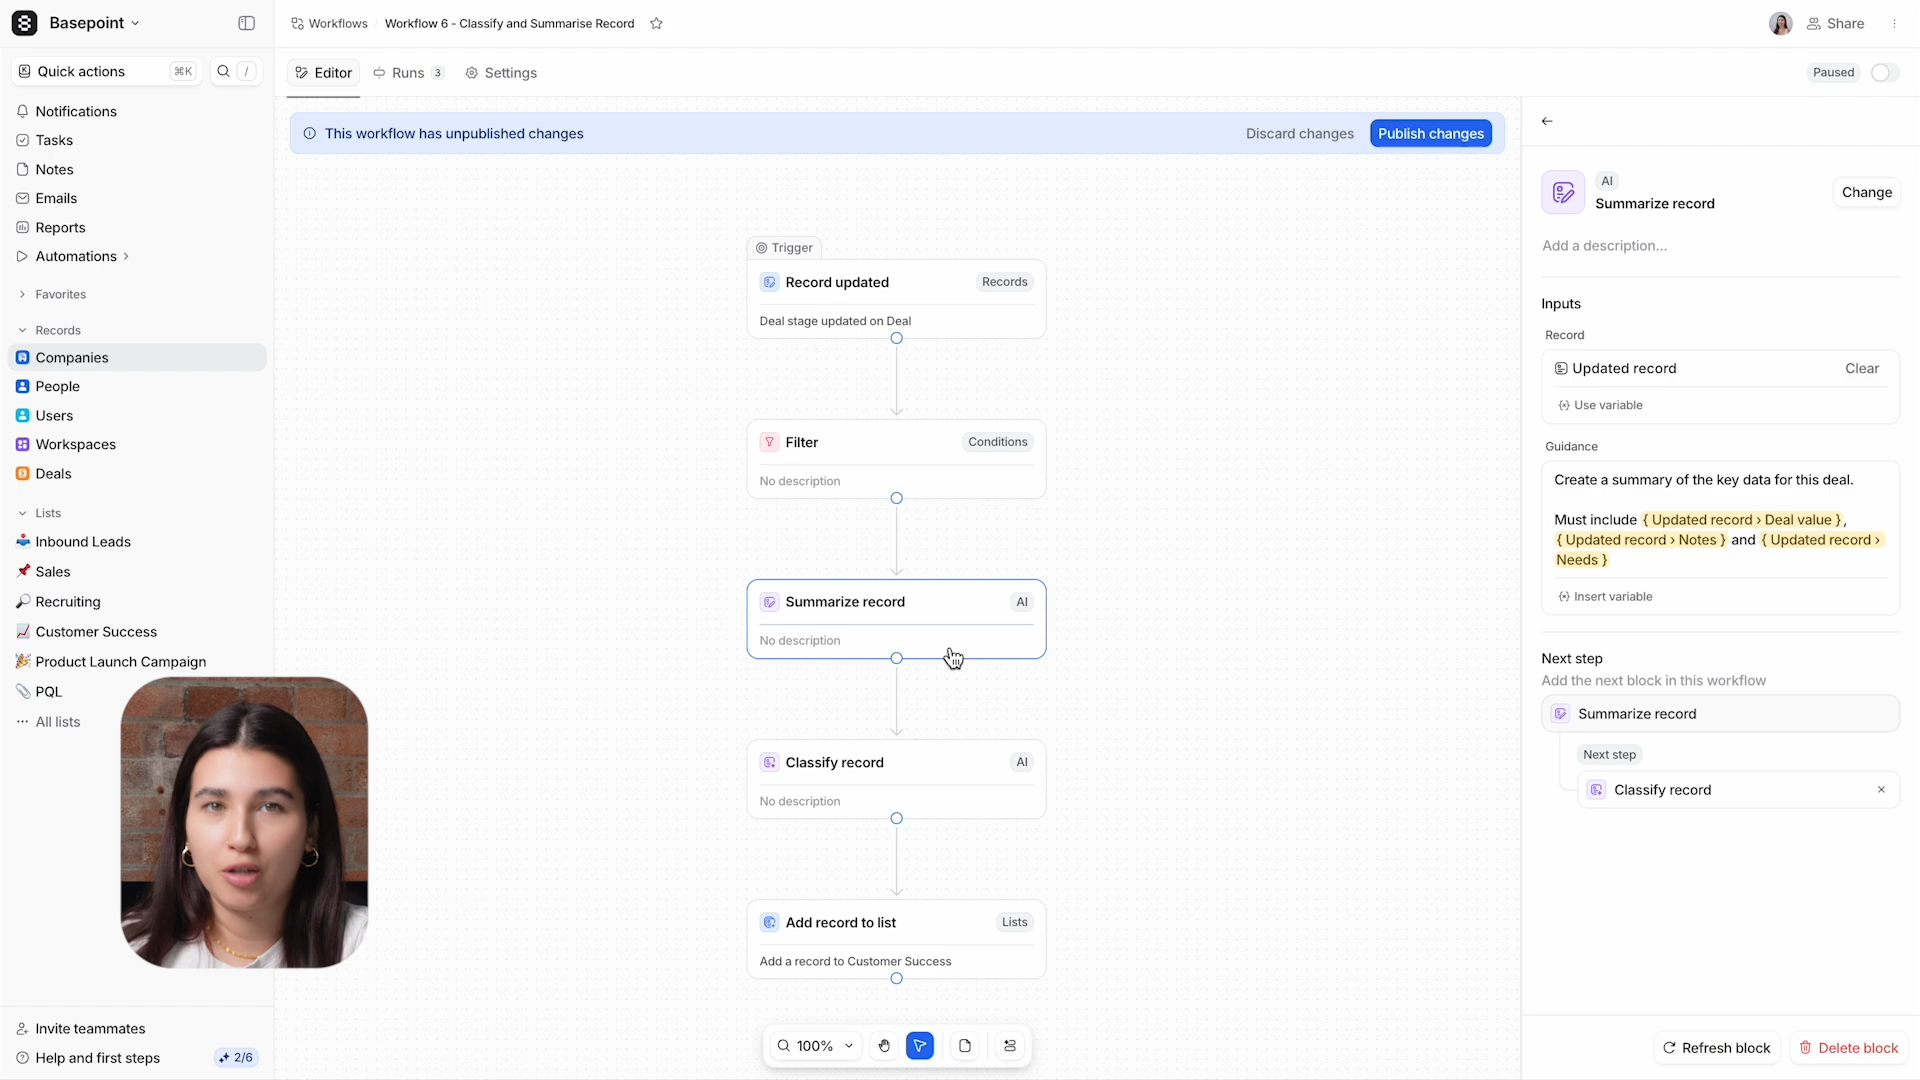 Basepoint
Workflows / Workflow 6 - Classify and Summarise Record
Share
Quick actions ⌘K /
Editor Runs 3 Settings
Paused
Notifications
Tasks
Notes
Emails
Reports
Automations
Favorites
Records
Companies
People
Users
Workspaces
Deals
Lists
Inbound Leads
Sales
Recruiting
Customer Success
Product Launch Campaign
PQL
All lists
Invite teammates
Help and first steps 2/6
This workflow has unpublished changes Discard changes Publish changes
Trigger
Record updated Records
Deal stage updated on Deal
Filter Conditions
No description
Summarize record AI
No description
Classify record AI
No description
Add record to list Lists
Add a record to Customer Success
100%
AI
Summarize record
Change
Add a description...
Inputs
Record
Updated record Clear
Use variable
Guidance
Create a summary of the key data for this deal.
Must include { Updated record › Deal value },
{ Updated record › Notes } and { Updated record ›
Needs }
Insert variable
Next step
Add the next block in this workflow
Summarize record
Next step
Classify record
Refresh block Delete block